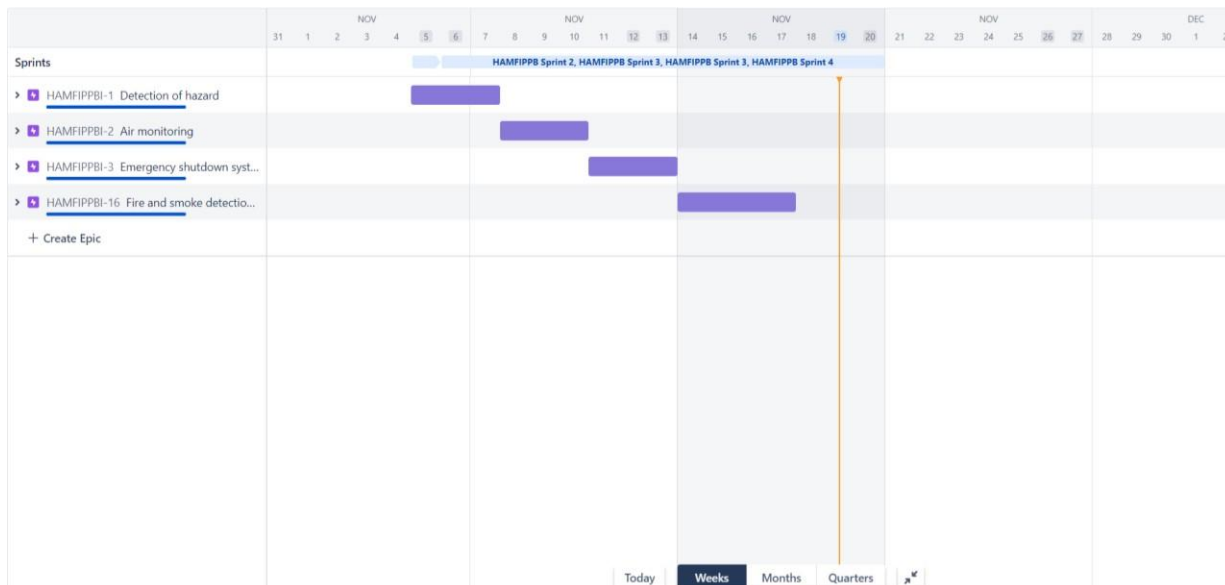 NOV NOV NOV NOV DEC
31 1 2 3 4 5 6 7 8 9 10 11 12 13 14 15 16 17 18 19 20 21 22 23 24 25 26 27 28 29 30 1
Sprints HAMFIPPB Sprint 2, HAMFIPPB Sprint 3, HAMFIPPB Sprint 3, HAMFIPPB Sprint 4
HAMFIPPBI-1 Detection of hazard
HAMFIPPBI-2 Air monitoring
HAMFIPPBI-3 Emergency shutdown syst...
HAMFIPPBI-16 Fire and smoke detectio...
+ Create Epic
Today Weeks Months Quarters